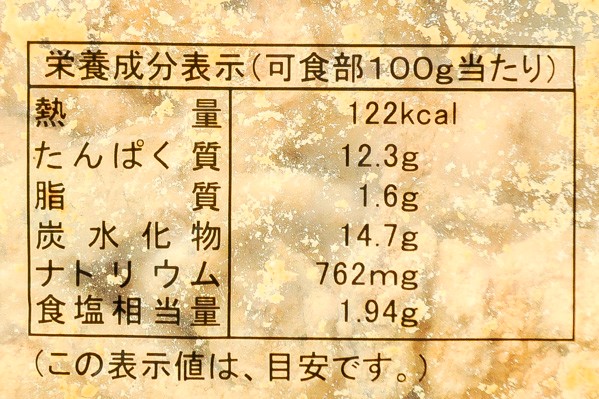 栄養成分表示(可食部100g当たり)
熱量 122kcal
たんぱく質 12.3g
脂質 1.6g
炭水化物 14.7g
ナトリウム 762mg
食塩相当量 1.94g
(この表示値は、目安です。)